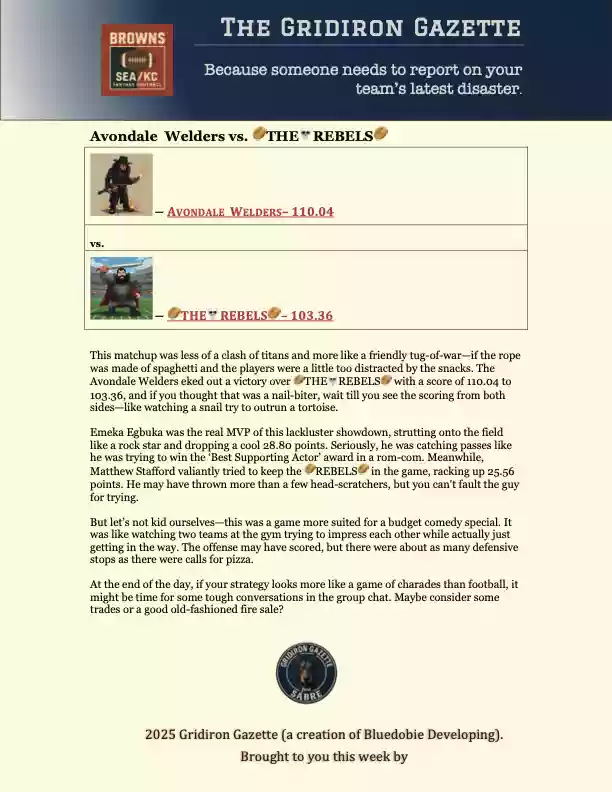 THE GRIDIRON GAZETTE
BROWNS
SEA/KC
FANTASY FOOTBALL
Because someone needs to report on your
team's latest disaster.
Avondale Welders vs. 🏈THE☠️REBELS🏈
– AVONDALE WELDERS– 110.04
vs.
– 🏈THE☠️REBELS🏈– 103.36
This matchup was less of a clash of titans and more like a friendly tug-of-war—if the rope
was made of spaghetti and the players were a little too distracted by the snacks. The
Avondale Welders eked out a victory over 🏈THE☠️REBELS🏈 with a score of 110.04 to
103.36, and if you thought that was a nail-biter, wait till you see the scoring from both
sides—like watching a snail try to outrun a tortoise.
Emeka Egbuka was the real MVP of this lackluster showdown, strutting onto the field
like a rock star and dropping a cool 28.80 points. Seriously, he was catching passes like
he was trying to win the ‘Best Supporting Actor’ award in a rom-com. Meanwhile,
Matthew Stafford valiantly tried to keep the 🏈REBELS🏈 in the game, racking up 25.56
points. He may have thrown more than a few head-scratchers, but you can't fault the guy
for trying.
But let’s not kid ourselves—this was a game more suited for a budget comedy special. It
was like watching two teams at the gym trying to impress each other while actually just
getting in the way. The offense may have scored, but there were about as many defensive
stops as there were calls for pizza.
At the end of the day, if your strategy looks more like a game of charades than football, it
might be time for some tough conversations in the group chat. Maybe consider some
trades or a good old-fashioned fire sale?
GRIDIRON GAZETTE
SABRE
2025 Gridiron Gazette (a creation of Bluedobie Developing).
Brought to you this week by